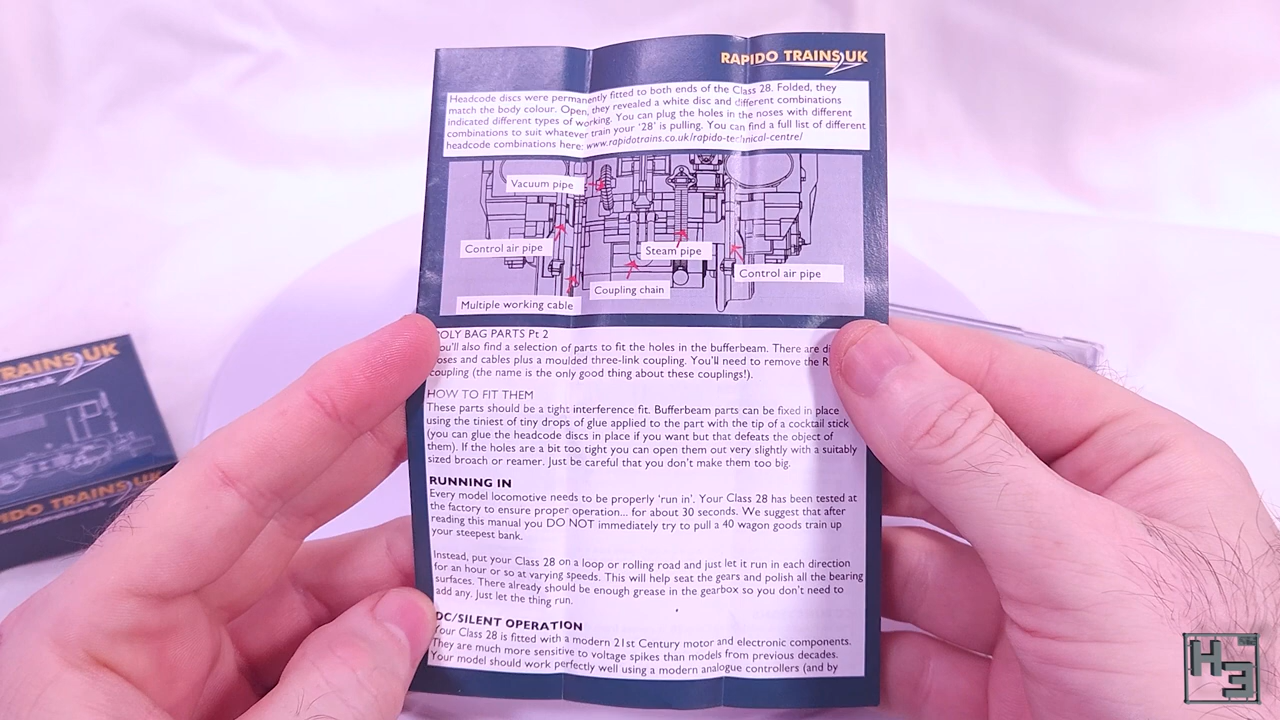 RAPIDO TRAINS UK
Headcode discs were permanently fitted to both ends of the Class 28. Folded, they
match the body colour. Open, they revealed a white disc and different combinations
indicated different types of working. You can plug the holes in the noses with different
combinations to suit whatever train your '28' is pulling. You can find a full list of different
headcode combinations here: www.rapidotrains.co.uk/rapido-technical-centre/
Vacuum pipe
Control air pipe
Steam pipe
Control air pipe
Coupling chain
Multiple working cable
OLY BAG PARTS Pt 2
ou'll also find a selection of parts to fit the holes in the bufferbeam. There are di
oses and cables plus a moulded three-link coupling. You'll need to remove the R
coupling (the name is the only good thing about these couplings!).
HOW TO FIT THEM
These parts should be a tight interference fit. Bufferbeam parts can be fixed in place
using the tiniest of tiny drops of glue applied to the part with the tip of a cocktail stick
(you can glue the headcode discs in place if you want but that defeats the object of
them). If the holes are a bit too tight you can open them out very slightly with a suitably
sized broach or reamer. Just be careful that you don't make them too big.
RUNNING IN
Every model locomotive needs to be properly 'run in'. Your Class 28 has been tested at
the factory to ensure proper operation... for about 30 seconds. We suggest that after
reading this manual you DO NOT immediately try to pull a 40 wagon goods train up
your steepest bank.
Instead, put your Class 28 on a loop or rolling road and just let it run in each direction
for an hour or so at varying speeds. This will help seat the gears and polish all the bearing
surfaces. There already should be enough grease in the gearbox so you don't need to
add any. Just let the thing run.
DC/SILENT OPERATION
Your Class 28 is fitted with a modern 21st Century motor and electronic components.
They are much more sensitive to voltage spikes than models from previous decades.
Your model should work perfectly well using a modern analogue controllers (and by
TRAINS UK
PIDO TRAINS UK
H3